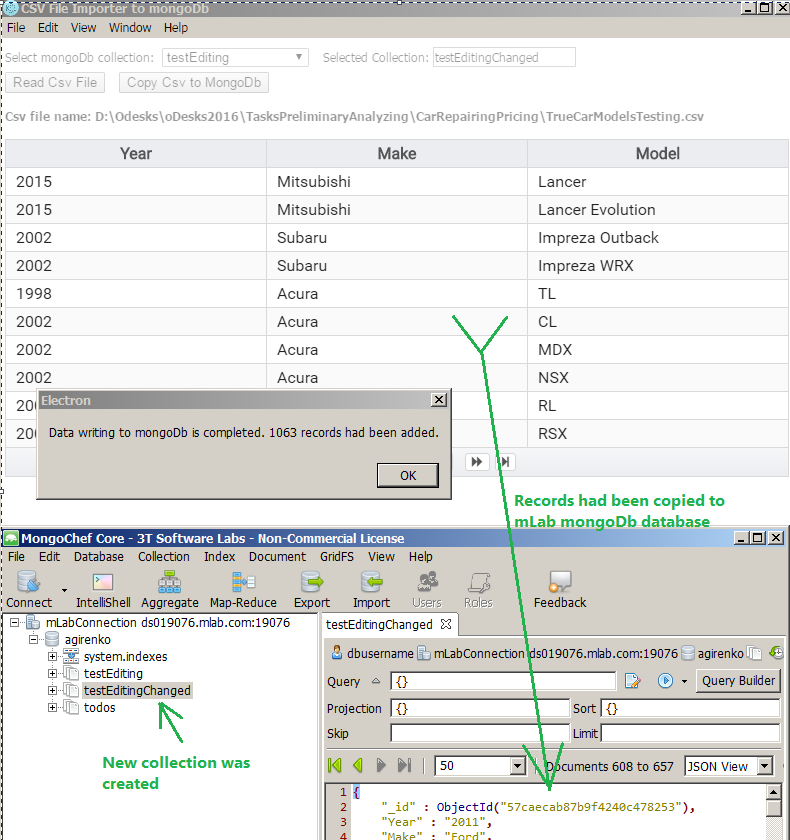 CSV File Importer to mongoDb
File Edit View Window Help
Select mongoDb collection: testEditing Selected Collection: testEditingChanged
Read Csv File Copy Csv to MongoDb
Csv file name: D:\Odesks\oDesks2016\TasksPreliminaryAnalyzing\CarRepairingPricing\TrueCarModelsTesting.csv
Year Make Model
2015 Mitsubishi Lancer
2015 Mitsubishi Lancer Evolution
2002 Subaru Impreza Outback
2002 Subaru Impreza WRX
1998 Acura TL
2002 Acura CL
2002 Acura MDX
2002 Acura NSX
RL
RSX
Electron
Data writing to mongoDb is completed. 1063 records had been added.
OK
Records had been copied to
mLab mongoDb database
MongoChef Core - 3T Software Labs - Non-Commercial License
File Edit Database Collection Index Document GridFS View Help
Connect IntelliShell Aggregate Map-Reduce Export Import Users Roles Feedback
mLabConnection ds019076.mlab.com:19076
agirenko
system.indexes
testEditing
testEditingChanged
todos
New collection was
created
testEditingChanged
dbusername mLabConnection ds019076.mlab.com:19076 agirenko
Query {} Query Builder
Projection {} Sort {}
Skip Limit
50 Documents 608 to 657 JSON View
1 {
2 "_id" : ObjectId("57caecab87b9f4240c478253"),
3 "Year" : "2011",
4 "Make" : "Ford",